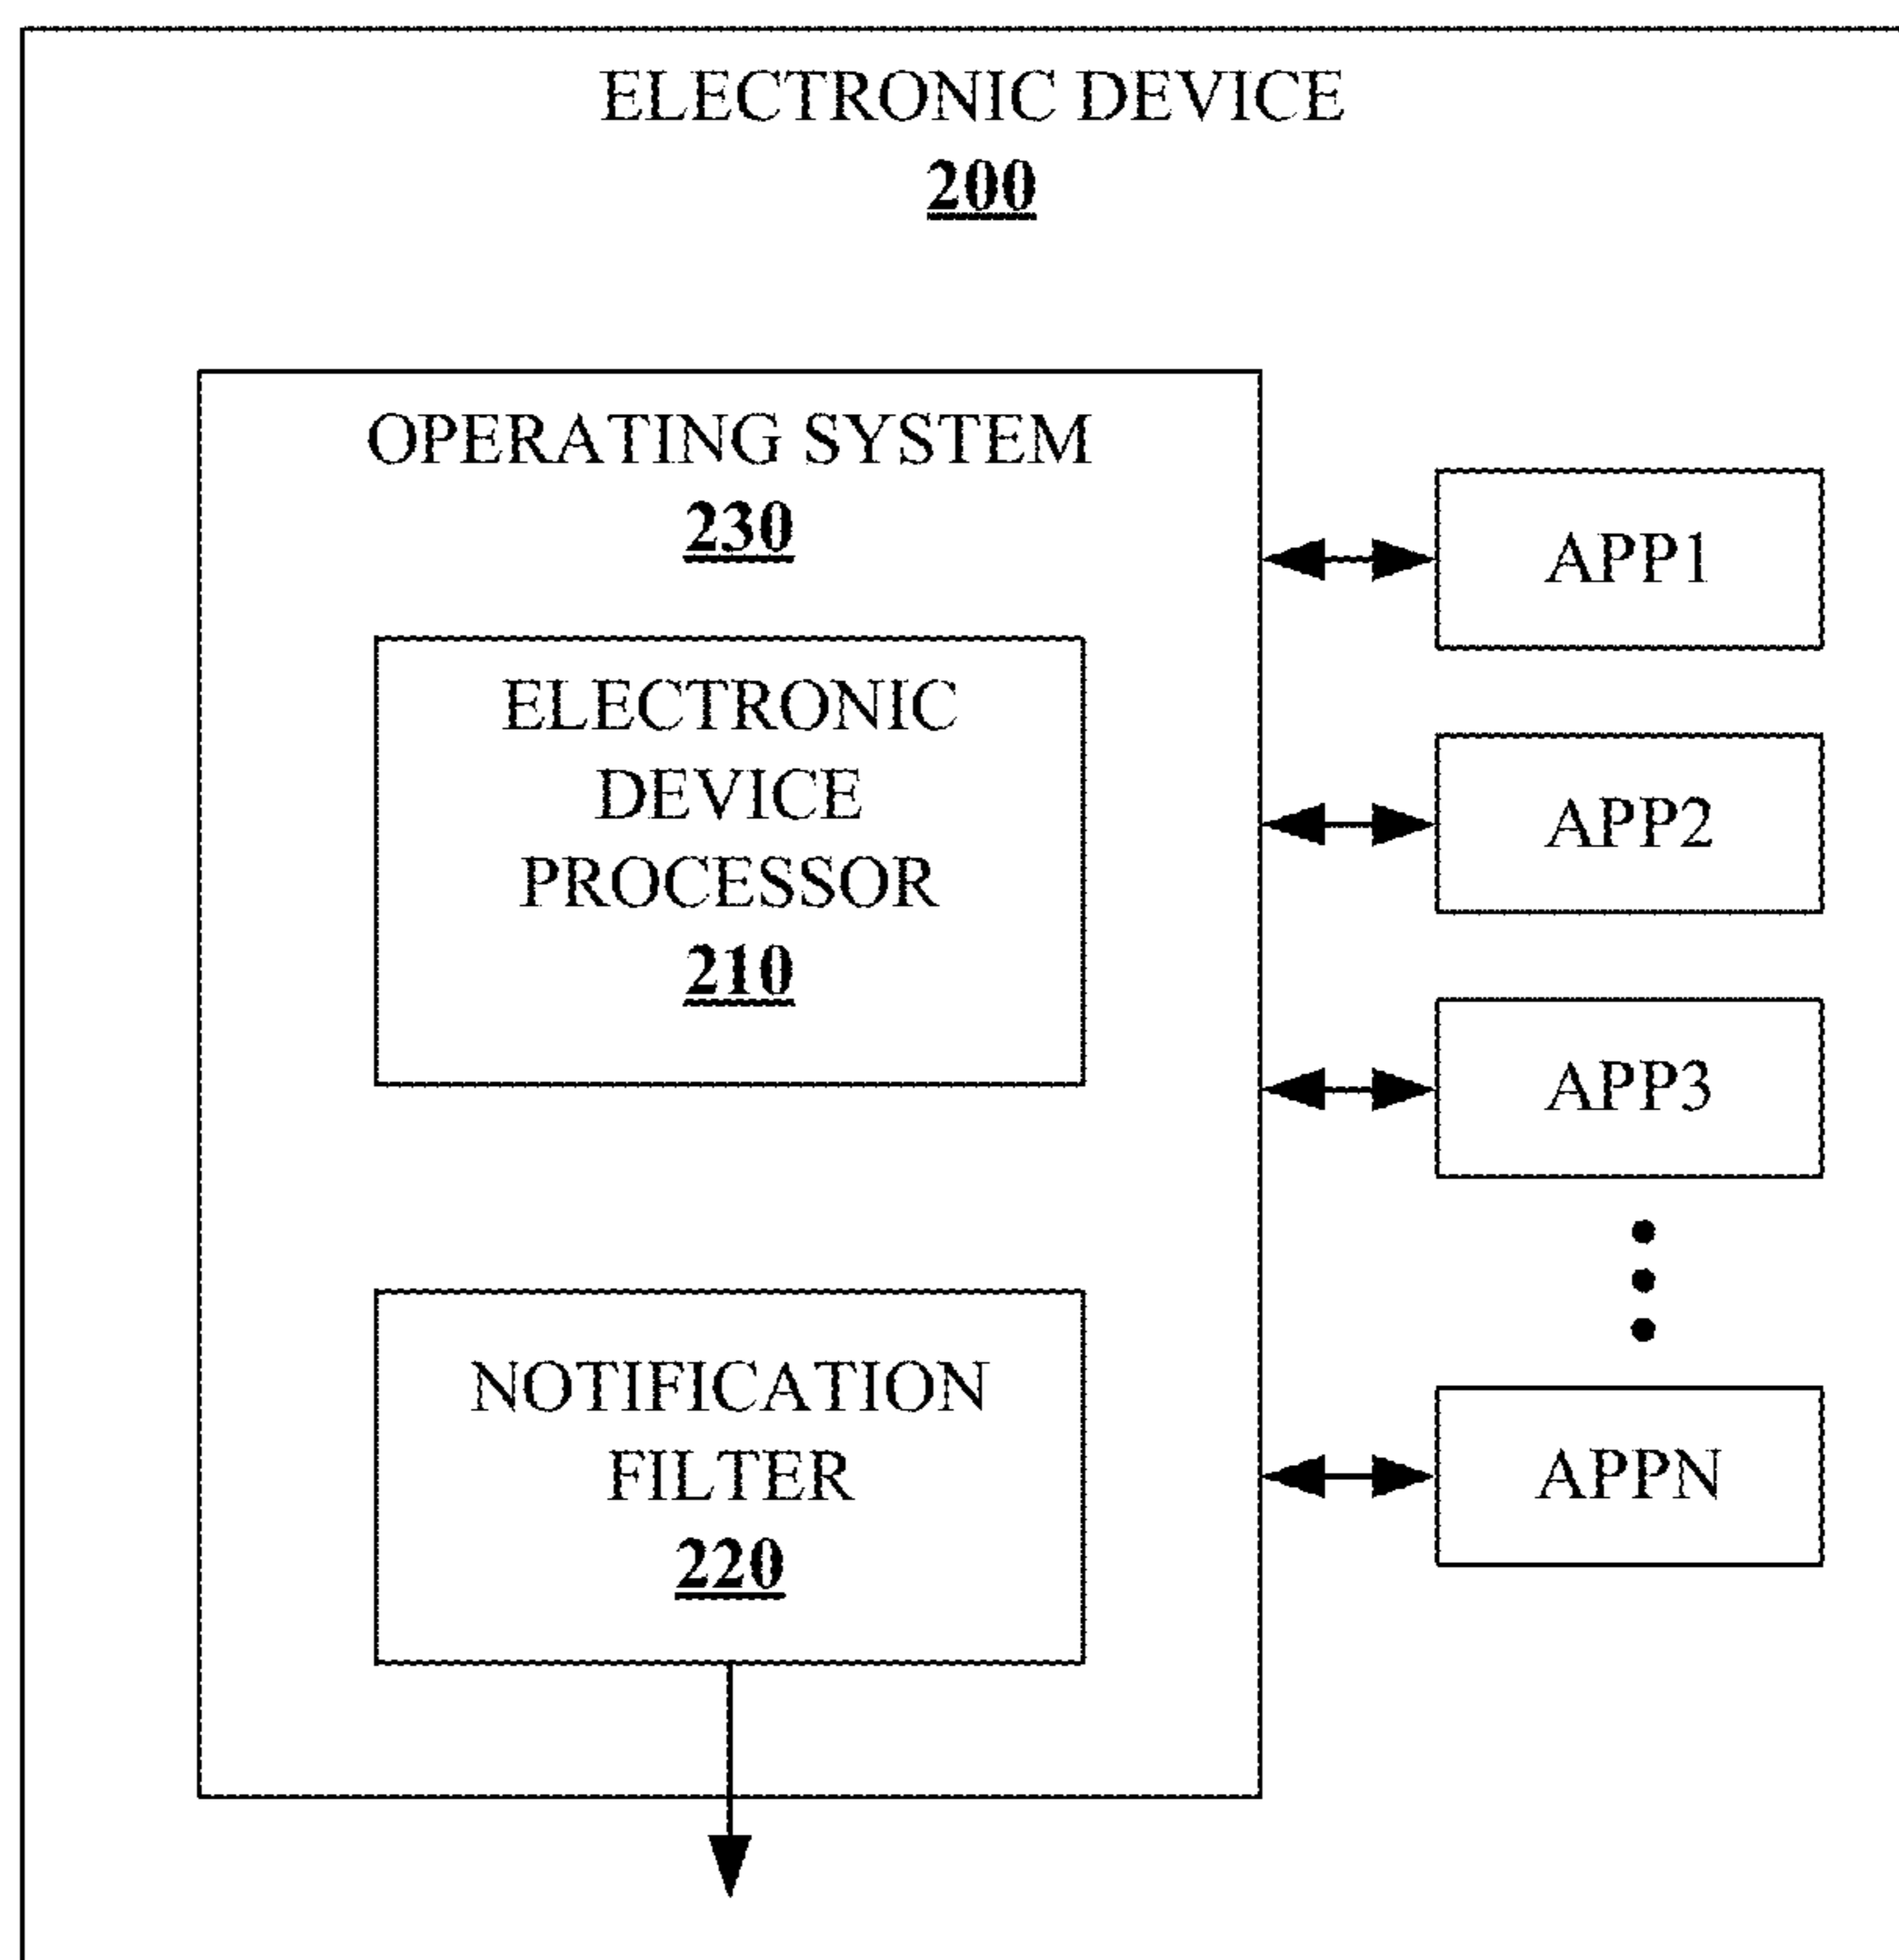 ELECTRONIC DEVICE
200
OPERATING SYSTEM
230
ELECTRONIC
DEVICE
PROCESSOR
210
NOTIFICATION
FILTER
220
APP1
APP2
APP3
APPN